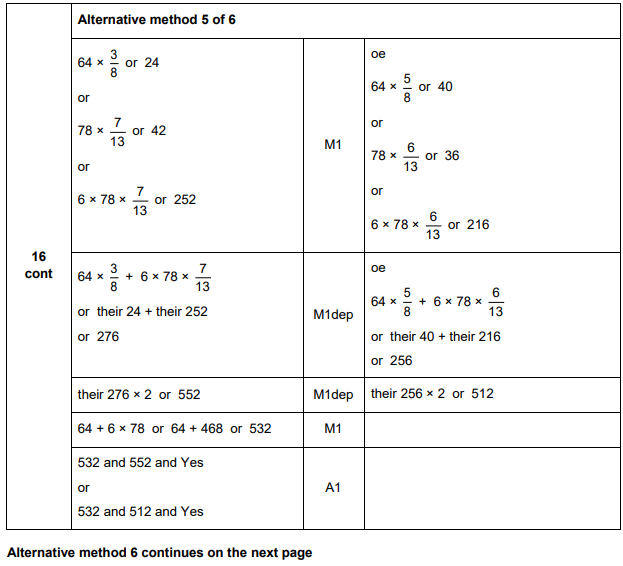 Alternative method 5 of 6
16 cont
64 × 3/8 or 24
or
78 × 7/13 or 42
or
6 × 78 × 7/13 or 252
M1
oe
64 × 5/8 or 40
or
78 × 6/13 or 36
or
6 × 78 × 6/13 or 216
64 × 3/8 + 6 × 78 × 7/13
or their 24 + their 252
or 276
M1dep
oe
64 × 5/8 + 6 × 78 × 6/13
or their 40 + their 216
or 256
their 276 × 2 or 552
M1dep
their 256 × 2 or 512
64 + 6 × 78 or 64 + 468 or 532
M1
532 and 552 and Yes
or
532 and 512 and Yes
A1
Alternative method 6 continues on the next page